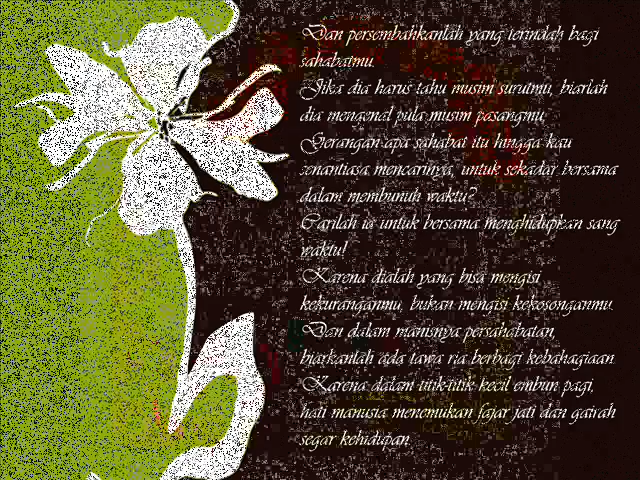 Dan persembahkanlah yang terindah bagi
sahabatmu.
Jika dia harus tahu musim surutmu, biarlah
dia mengenal pula musim pasangmu.
Gerangan apa sahabat itu hingga kau
senantiasa mencarinya, untuk sekadar bersama
dalam membunuh waktu?
Carilah ia untuk bersama menghidupkan sang
waktu!
Karena dialah yang bisa mengisi
kekuranganmu, bukan mengisi kekosonganmu.
Dan dalam manisnya persahabatan,
biarkanlah ada tawa ria berbagi kebahagiaan.
Karena dalam titik-titik kecil embun pagi,
hati manusia menemukan fajar jati dan gairah
segar kehidupan.